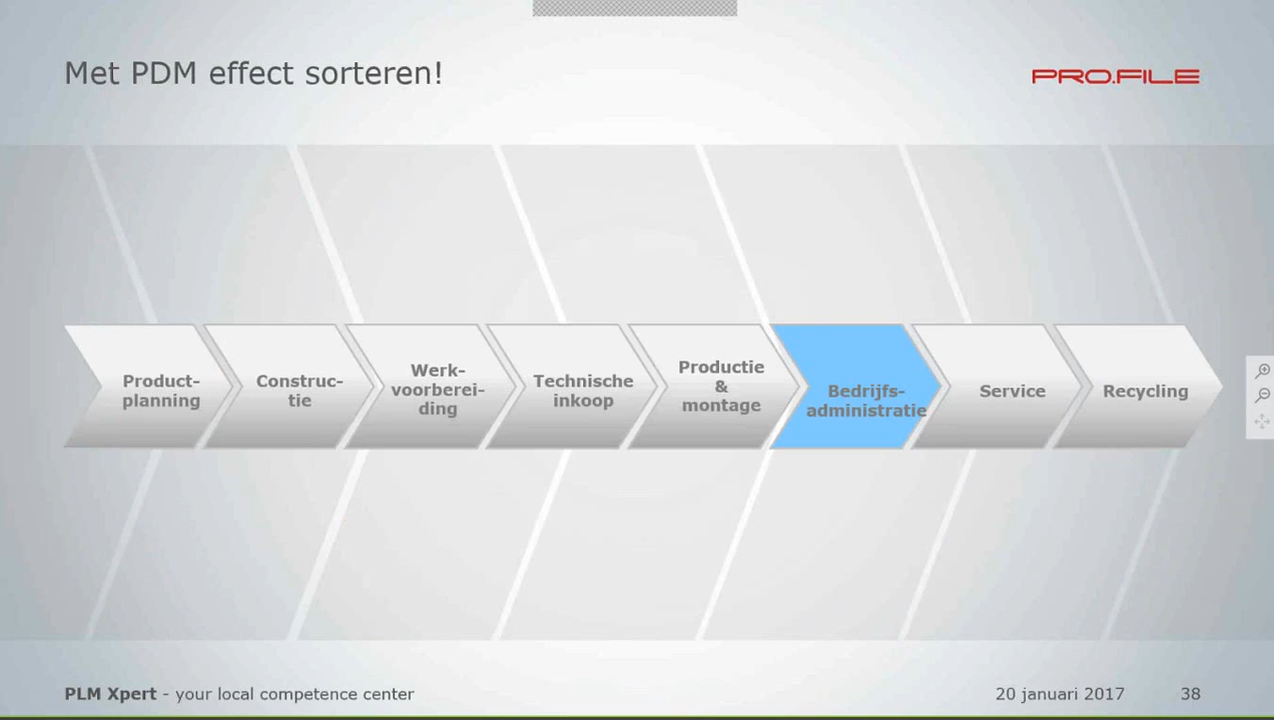 Met PDM effect sorteren!
PRO.FILE
Product-
planning
Construc-
tie
Werk-
voorberei-
ding
Technische
inkoop
Productie
&
montage
Bedrijfs-
administratie
Service
Recycling
PLM Xpert - your local competence center
20 januari 2017
38